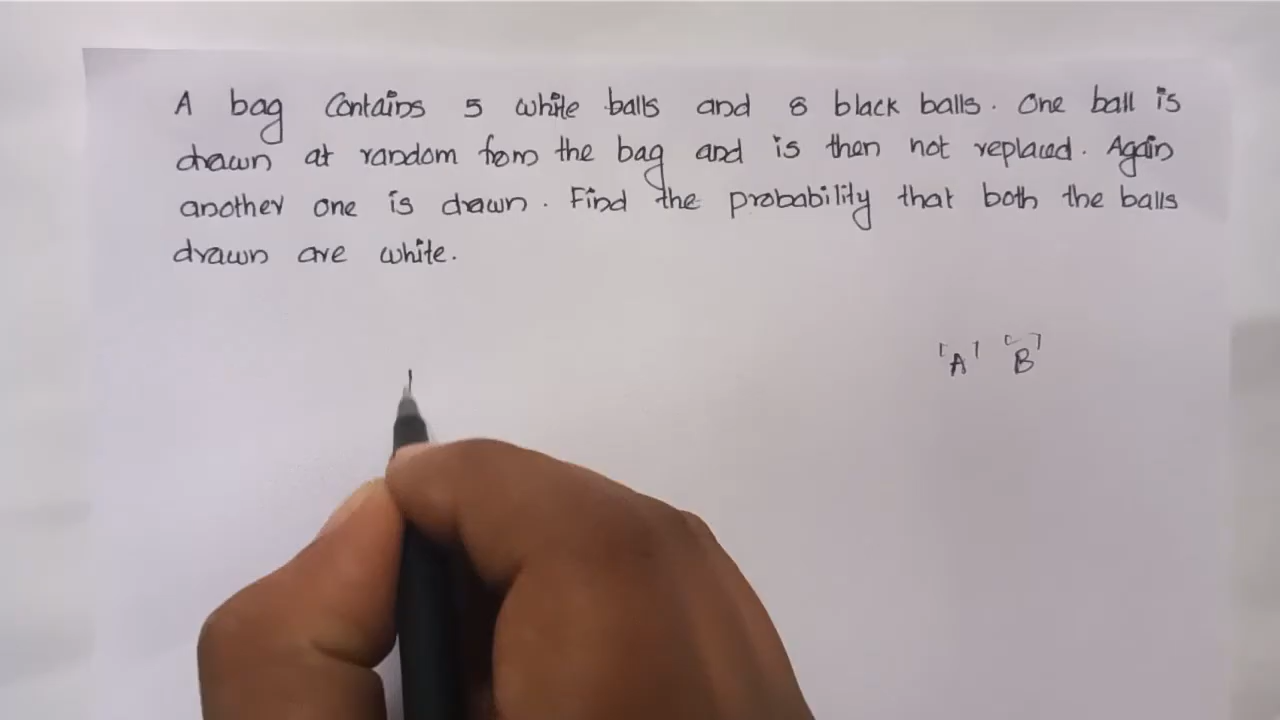 A bag Contains 5 white balls and 8 black balls. One ball is
drawn at random from the bag and is then not replaced. Again
another one is drawn. Find the probability that both the balls
drawn are white.
A B